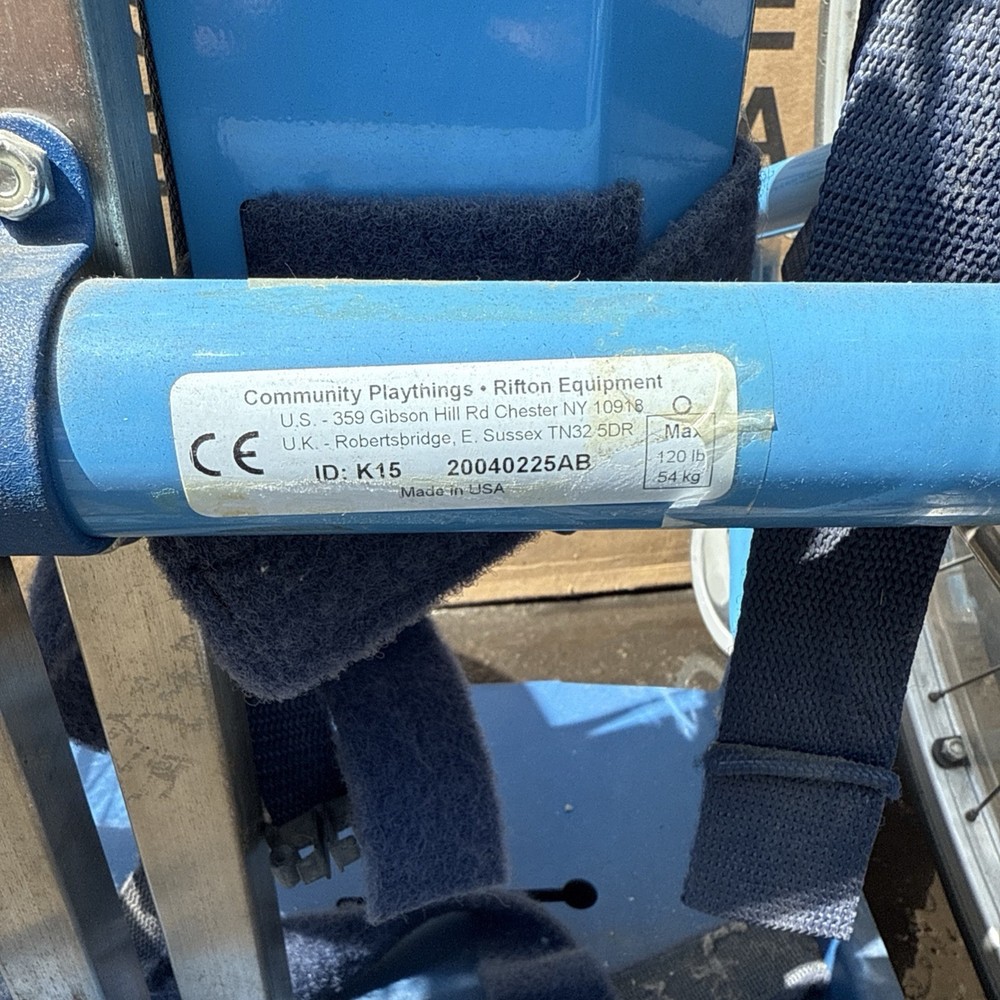 Community Playthings • Rifton Equipment
U.S. - 359 Gibson Hill Rd Chester NY 10918
U.K. - Robertsbridge, E. Sussex TN32 5DR
CE
ID: K15 20040225AB
Made in USA
Max
120 lb
54 kg